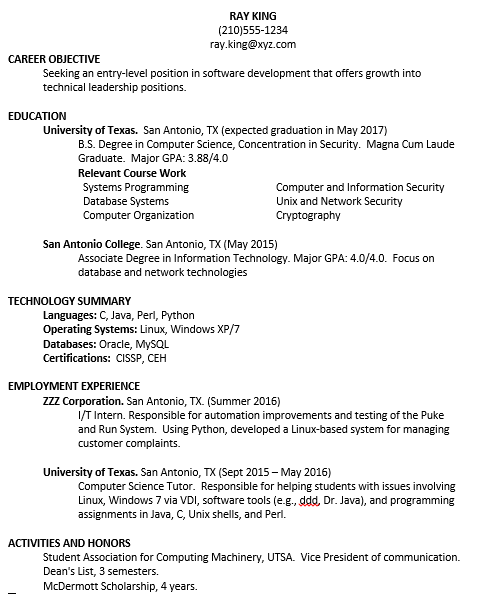 RAY KING
(210)555-1234
ray.king@xyz.com
CAREER OBJECTIVE
Seeking an entry-level position in software development that offers growth into
technical leadership positions.
EDUCATION
University of Texas. San Antonio, TX (expected graduation in May 2017)
B.S. Degree in Computer Science, Concentration in Security. Magna Cum Laude
Graduate. Major GPA: 3.88/4.0
Relevant Course Work
Systems Programming Computer and Information Security
Database Systems Unix and Network Security
Computer Organization Cryptography
San Antonio College. San Antonio, TX (May 2015)
Associate Degree in Information Technology. Major GPA: 4.0/4.0. Focus on
database and network technologies
TECHNOLOGY SUMMARY
Languages: C, Java, Perl, Python
Operating Systems: Linux, Windows XP/7
Databases: Oracle, MySQL
Certifications: CISSP, CEH
EMPLOYMENT EXPERIENCE
ZZZ Corporation. San Antonio, TX. (Summer 2016)
I/T Intern. Responsible for automation improvements and testing of the Puke
and Run System. Using Python, developed a Linux-based system for managing
customer complaints.
University of Texas. San Antonio, TX (Sept 2015 – May 2016)
Computer Science Tutor. Responsible for helping students with issues involving
Linux, Windows 7 via VDI, software tools (e.g., ddd, Dr. Java), and programming
assignments in Java, C, Unix shells, and Perl.
ACTIVITIES AND HONORS
Student Association for Computing Machinery, UTSA. Vice President of communication.
Dean's List, 3 semesters.
McDermott Scholarship, 4 years.